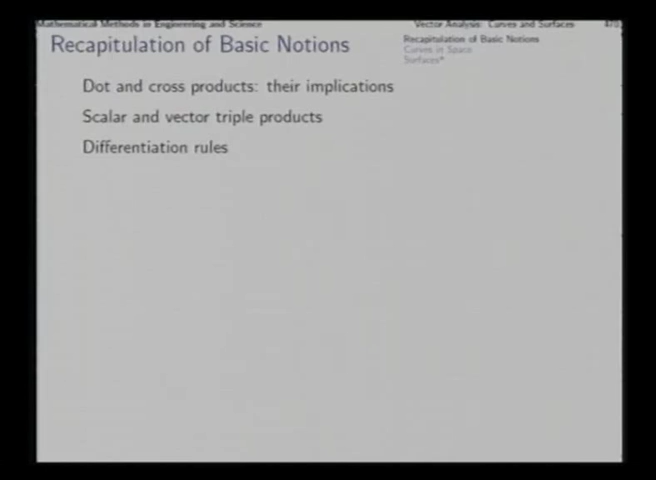 Mathematical Methods in Engineering and Science
Vector Analysis: Curves and Surfaces
Recapitulation of Basic Notions
Recapitulation of Basic Notions
Curves in Space
Surfaces*
Dot and cross products: their implications
Scalar and vector triple products
Differentiation rules